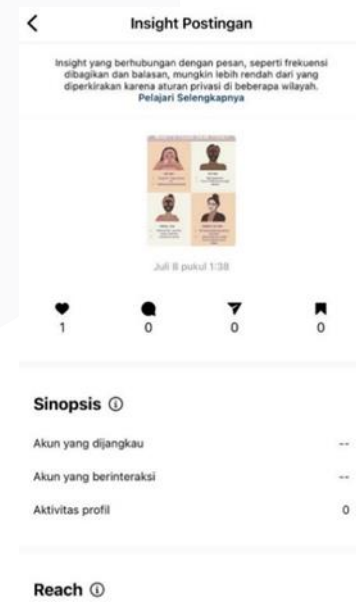 Insight Postingan
Insight yang berhubungan dengan pesan, seperti frekuensi
dibagikan dan balasan, mungkin lebih rendah dari yang
diperkirakan karena aturan privasi di beberapa wilayah.
Pelajari Selengkapnya
Juli 8 pukul 1:38
1 0 0 0
Sinopsis
Akun yang dijangkau --
Akun yang berinteraksi --
Aktivitas profil 0
Reach